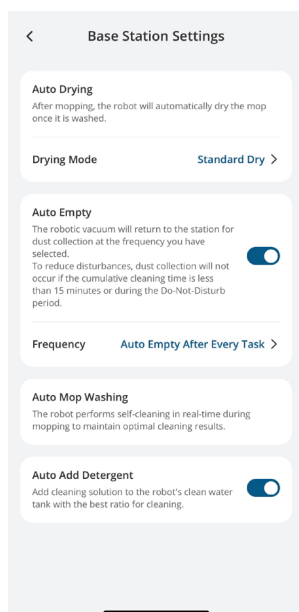 Base Station Settings
Auto Drying
After mopping, the robot will automatically dry the mop
once it is washed.
Drying Mode Standard Dry >
Auto Empty
The robotic vacuum will return to the station for
dust collection at the frequency you have
selected.
To reduce disturbances, dust collection will not
occur if the cumulative cleaning time is less
than 15 minutes or during the Do-Not-Disturb
period.
Frequency Auto Empty After Every Task >
Auto Mop Washing
The robot performs self-cleaning in real-time during
mopping to maintain optimal cleaning results.
Auto Add Detergent
Add cleaning solution to the robot's clean water
tank with the best ratio for cleaning.